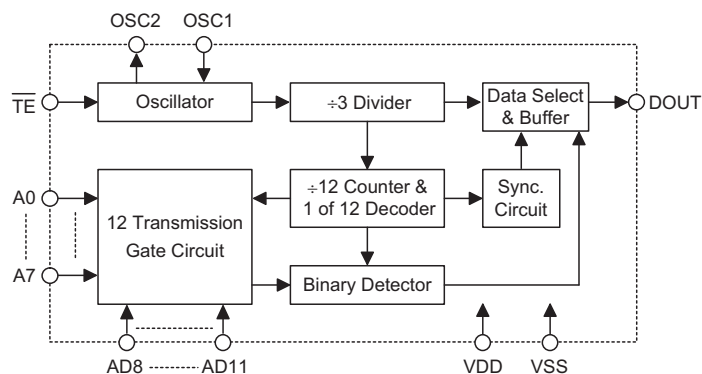 OSC2 OSC1
T̅E̅ Oscillator ÷3 Divider Data Select
& Buffer DOUT
A0 12 Transmission
Gate Circuit ÷12 Counter &
1 of 12 Decoder Sync.
Circuit
A7 Binary Detector
AD8 AD11 VDD VSS